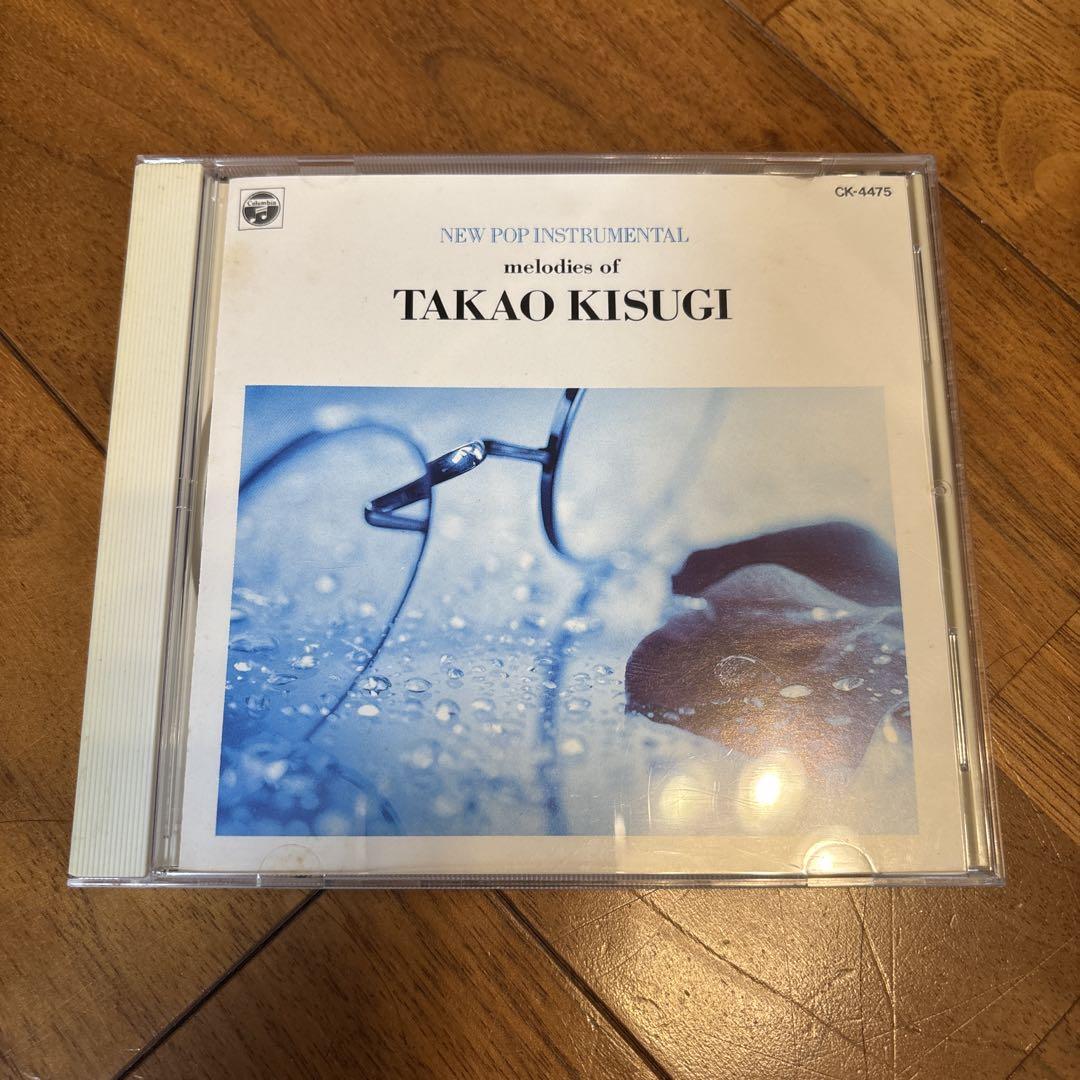 Columbia
CK-4475
NEW POP INSTRUMENTAL
melodies of
TAKAO KISUGI